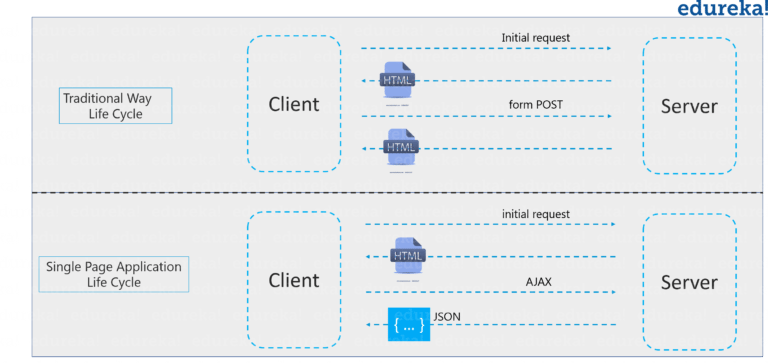 edureka!
Initial request
HTML
Traditional Way
Life Cycle
Client
form POST
Server
HTML
initial request
HTML
Single Page Application
Life Cycle
Client
AJAX
Server
{ ... }
JSON